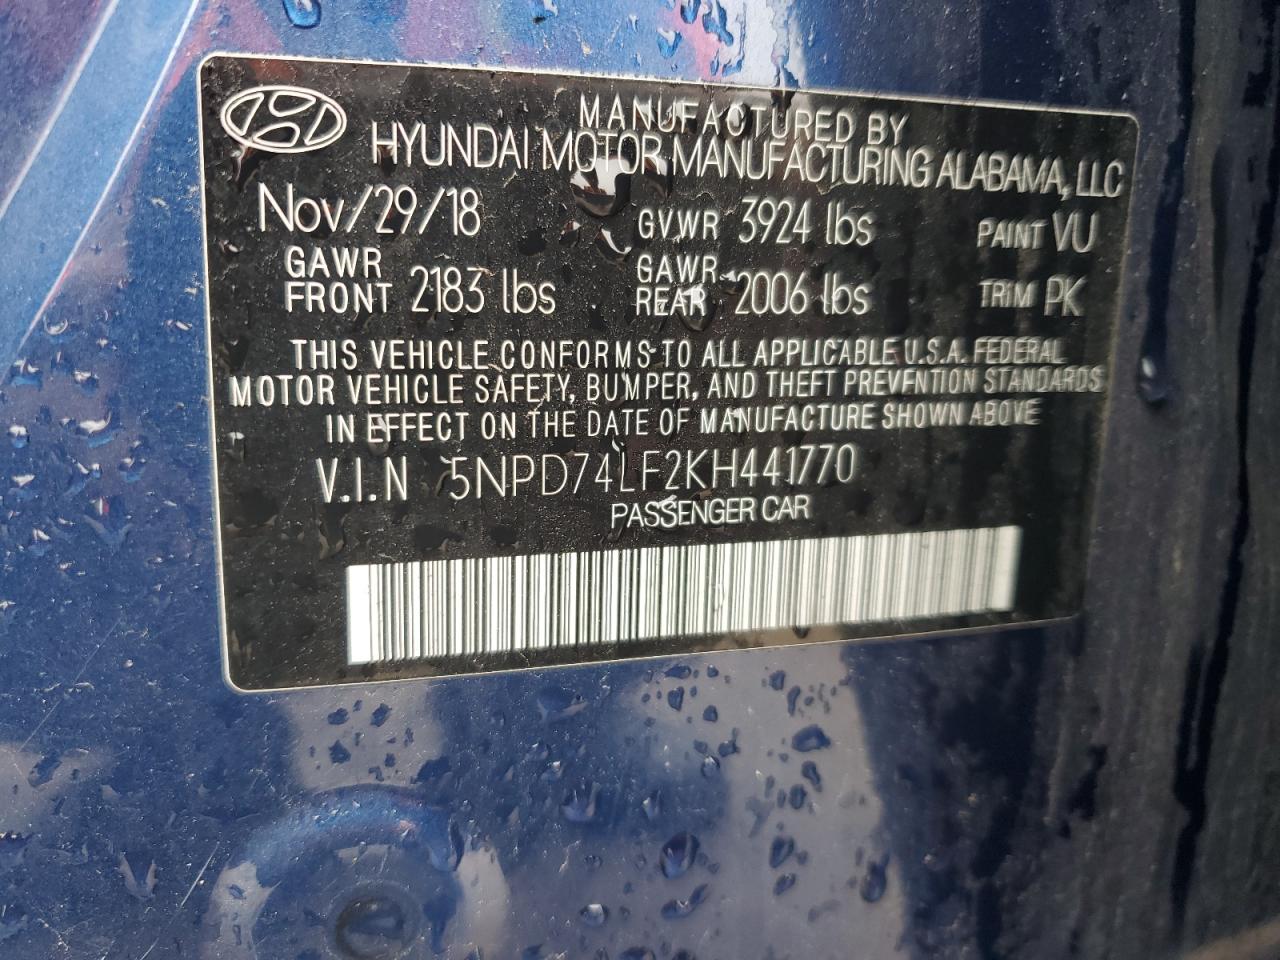 MANUFACTURED BY
HYUNDAI MOTOR MANUFACTURING ALABAMA, LLC
Nov/29/18 GVWR 3924 lbs PAINT VU
GAWR FRONT 2183 lbs GAWR REAR 2006 lbs TRIM PK
THIS VEHICLE CONFORMS TO ALL APPLICABLE U.S.A. FEDERAL
MOTOR VEHICLE SAFETY, BUMPER, AND THEFT PREVENTION STANDARDS
IN EFFECT ON THE DATE OF MANUFACTURE SHOWN ABOVE
V.I.N 5NPD74LF2KH441770
PASSENGER CAR